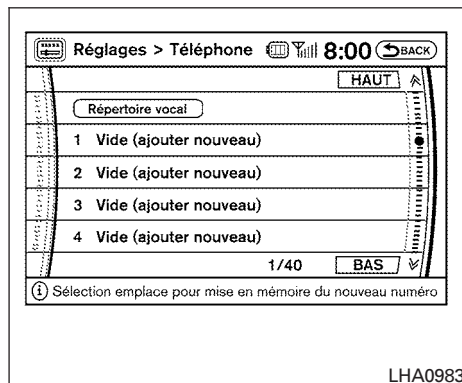 Réglages > Téléphone 8:00 BACK
HAUT
Répertoire vocal
1 Vide (ajouter nouveau)
2 Vide (ajouter nouveau)
3 Vide (ajouter nouveau)
4 Vide (ajouter nouveau)
1/40 BAS
i Sélection emplace pour mise en mémoire du nouveau numéro
LHA0983